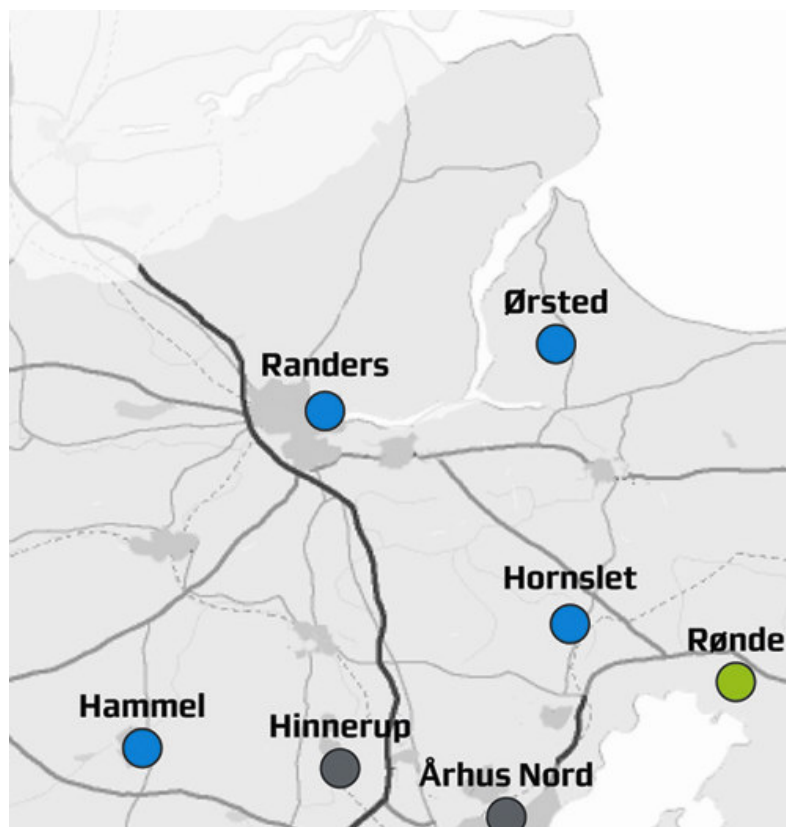 Ørsted
Randers
Hornslet
Rønde
Hammel
Hinnerup
Århus Nord